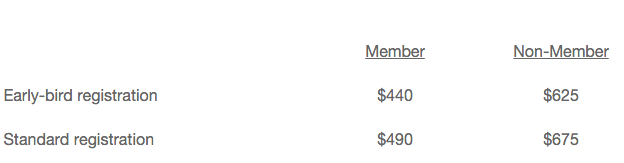 Member Non-Member
Early-bird registration $440 $625
Standard registration $490 $675